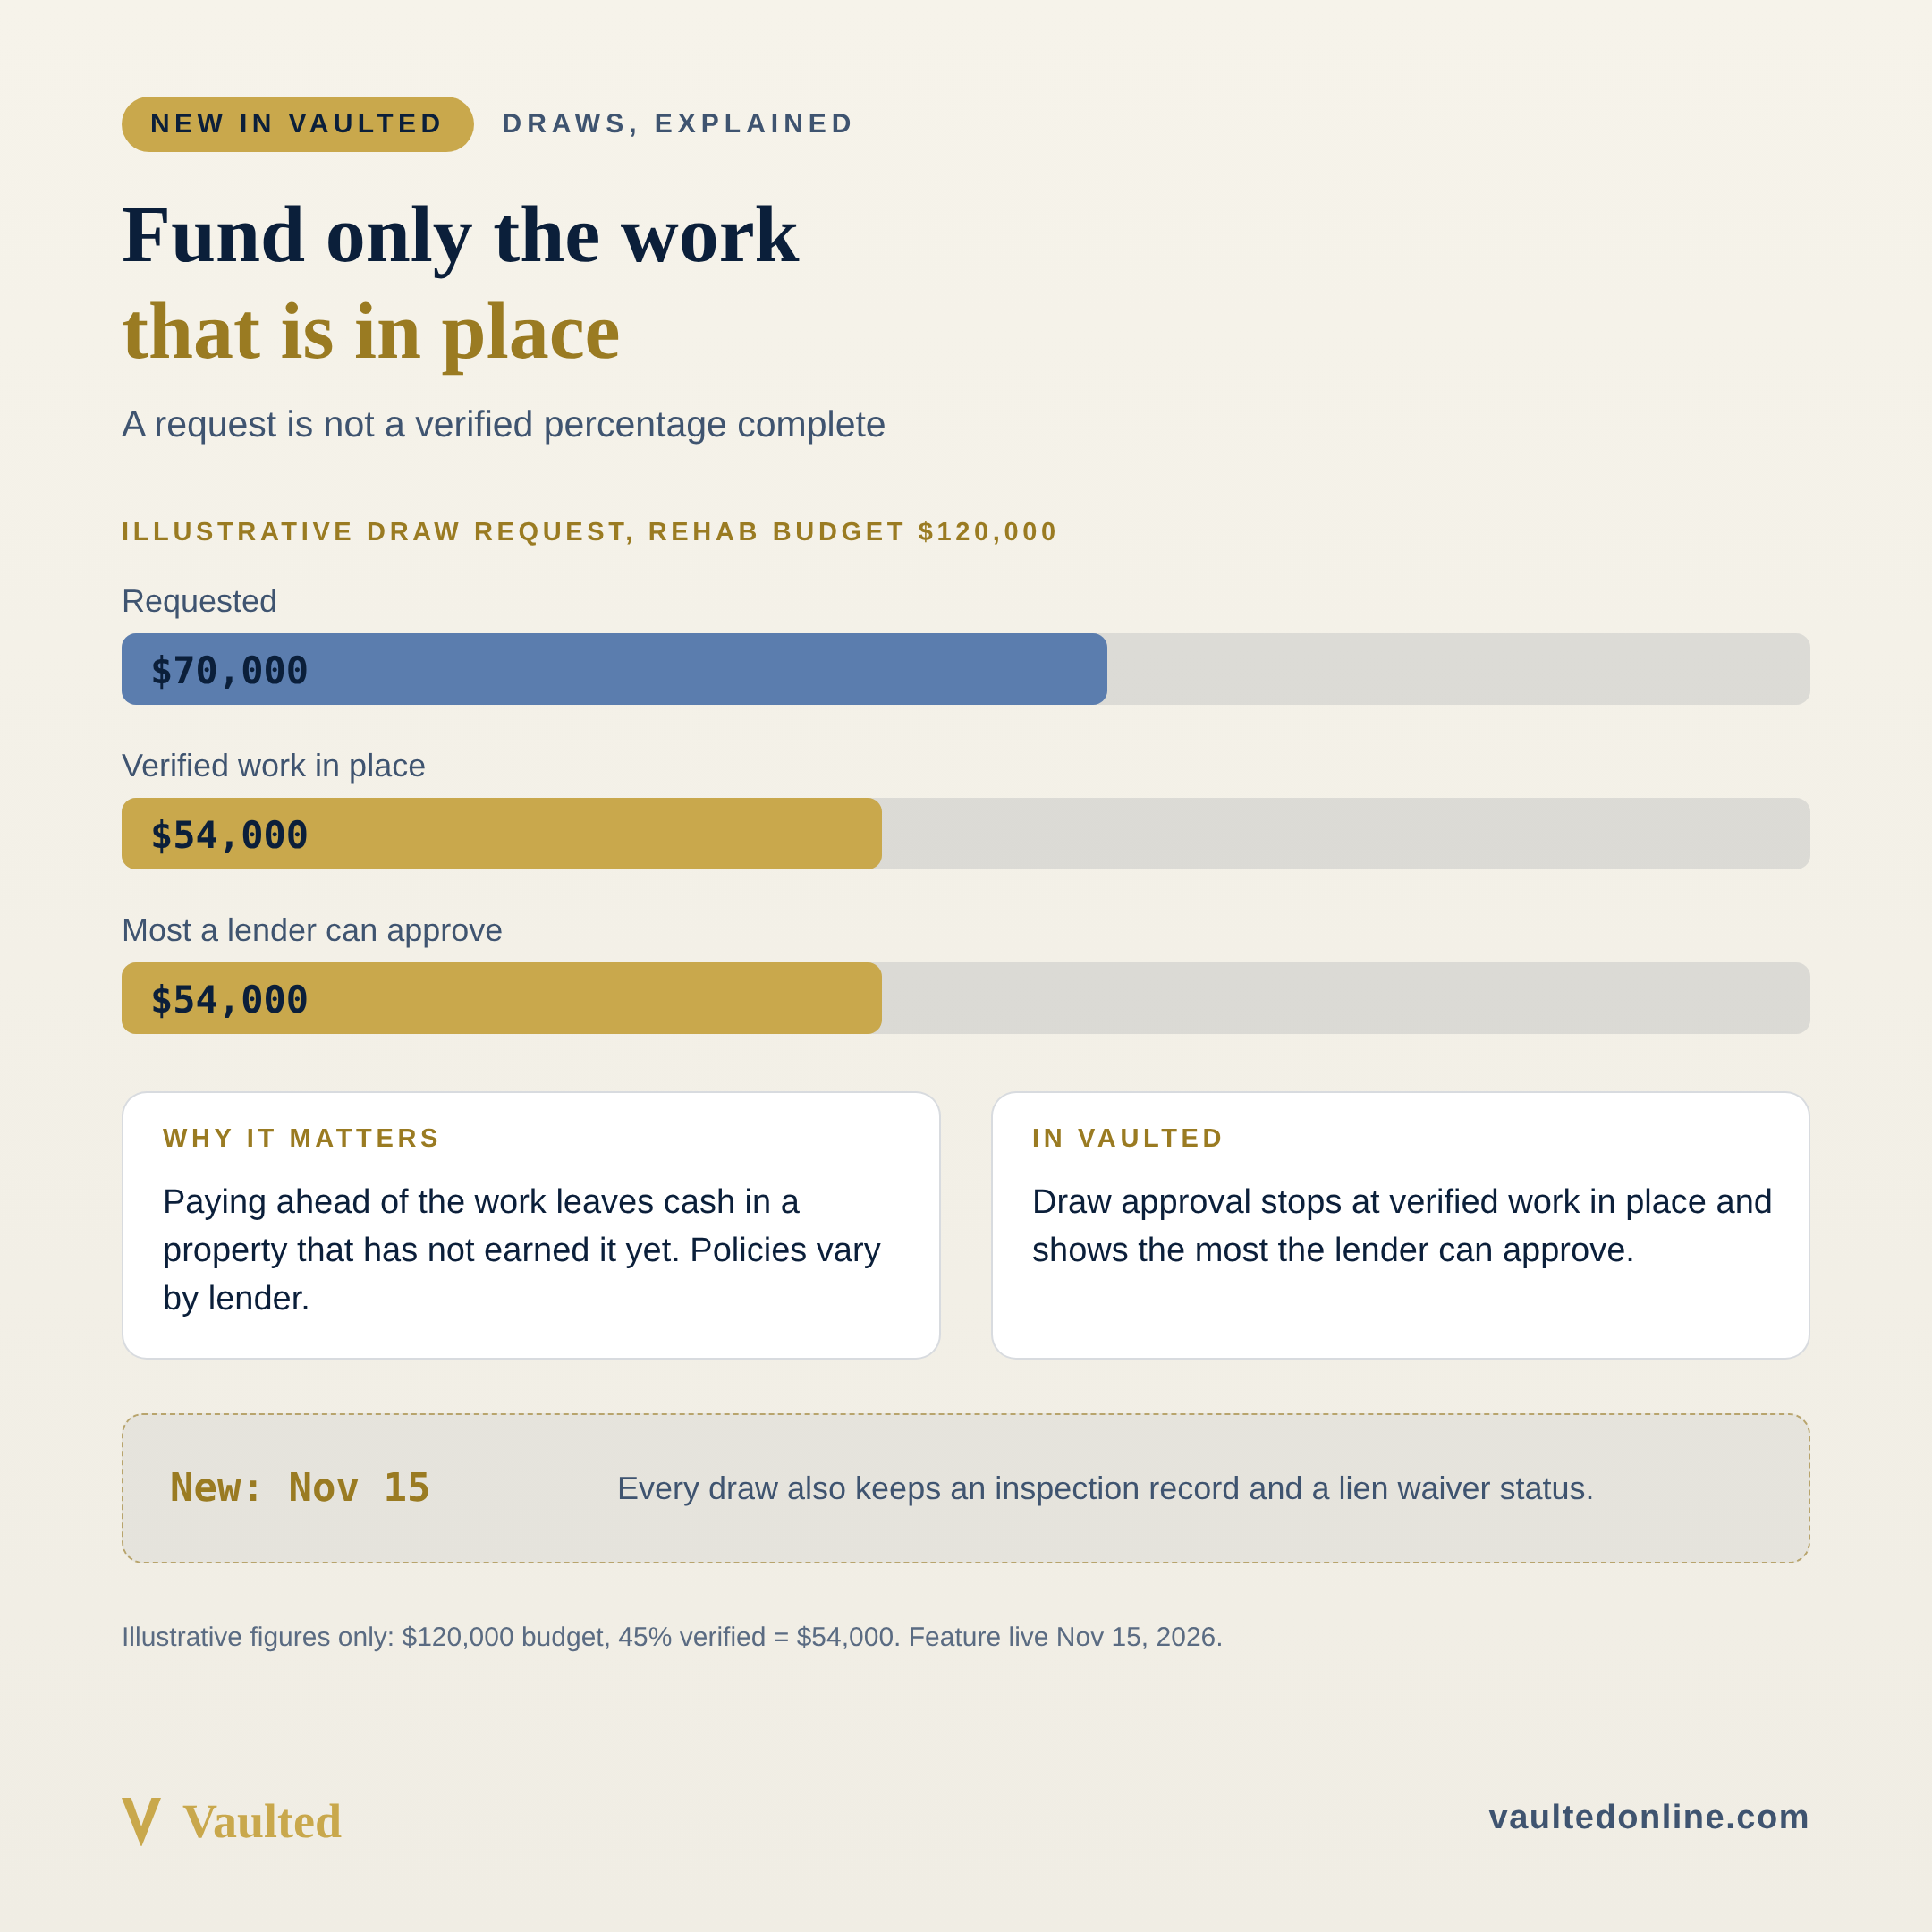 NEW IN VAULTED
DRAWS, EXPLAINED
Fund only the work
that is in place
A request is not a verified percentage complete
ILLUSTRATIVE DRAW REQUEST, REHAB BUDGET $120,000
Requested
$70,000
Verified work in place
$54,000
Most a lender can approve
$54,000
WHY IT MATTERS
Paying ahead of the work leaves cash in a
property that has not earned it yet. Policies vary
by lender.
IN VAULTED
Draw approval stops at verified work in place and
shows the most the lender can approve.
New: Nov 15
Every draw also keeps an inspection record and a lien waiver status.
Illustrative figures only: $120,000 budget, 45% verified = $54,000. Feature live Nov 15, 2026.
Vaulted
vaultedonline.com